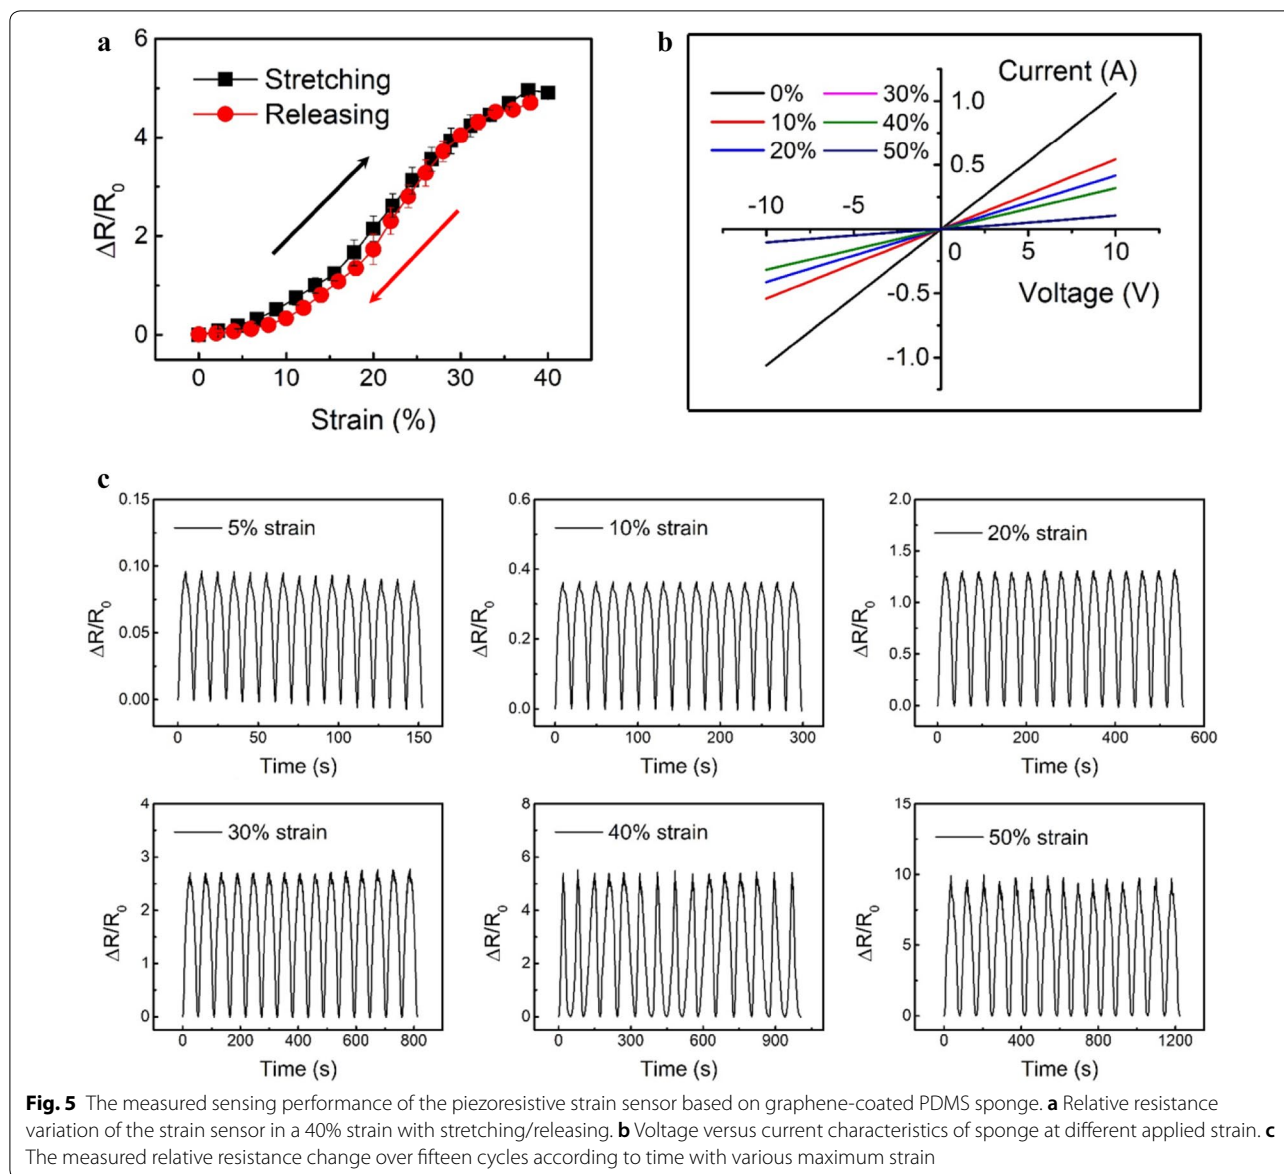 a
6
4
2
0
ΔR/R0
Stretching
Releasing
0 10 20 30 40
Strain (%)
b
Current (A)
0% 30%
10% 40%
20% 50%
1.0
0.5
-10 -5 0 5 10
-0.5
Voltage (V)
-1.0
c
0.15
0.10
0.05
0.00
ΔR/R0
5% strain
0 50 100 150
Time (s)
0.6
0.4
0.2
0.0
ΔR/R0
10% strain
0 100 200 300
Time (s)
2.0
1.5
1.0
0.5
0.0
ΔR/R0
20% strain
0 200 400 600
Time (s)
4
3
2
1
0
ΔR/R0
30% strain
0 200 400 600 800
Time (s)
8
6
4
2
0
ΔR/R0
40% strain
0 300 600 900
Time (s)
15
10
5
0
ΔR/R0
50% strain
0 400 800 1200
Time (s)
Fig. 5 The measured sensing performance of the piezoresistive strain sensor based on graphene-coated PDMS sponge. a Relative resistance
variation of the strain sensor in a 40% strain with stretching/releasing. b Voltage versus current characteristics of sponge at different applied strain. c
The measured relative resistance change over fifteen cycles according to time with various maximum strain